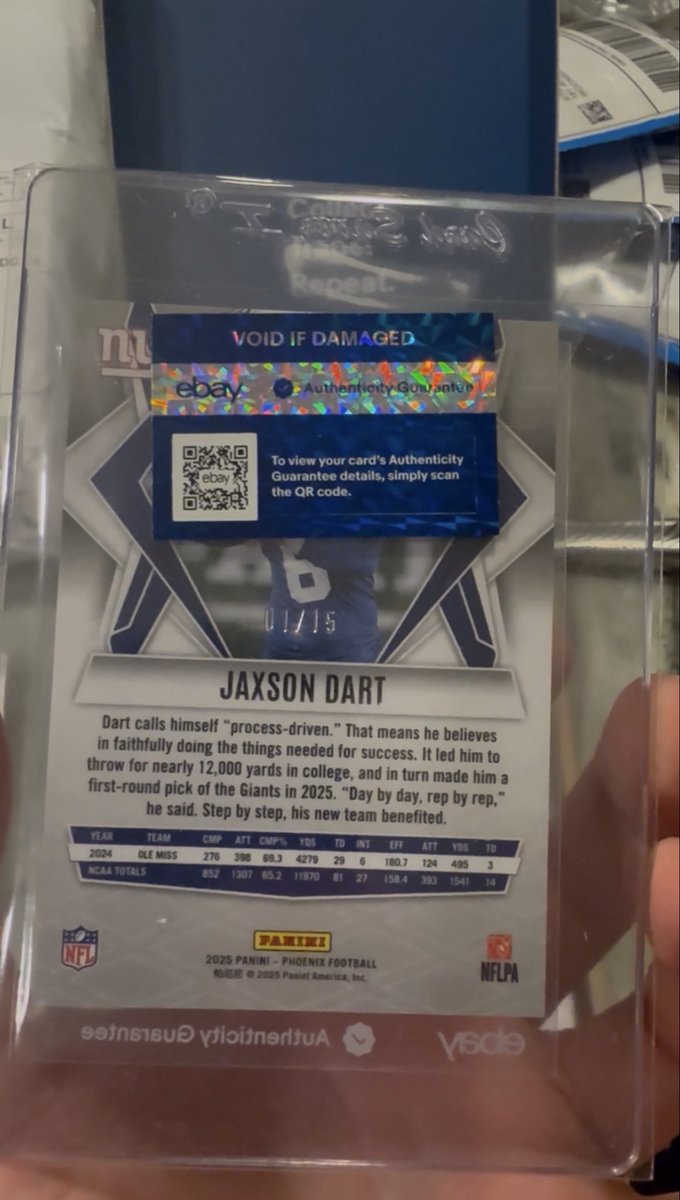 Card Saver® I
Repeat.
VOID IF DAMAGED
ebay Authenticity Guarantee
To view your card's Authenticity
Guarantee details, simply scan
the QR code.
ebay
6
01/15
JAXSON DART
Dart calls himself “process-driven.” That means he believes
in faithfully doing the things needed for success. It led him to
throw for nearly 12,000 yards in college, and in turn made him a
first-round pick of the Giants in 2025. “Day by day, rep by rep,”
he said. Step by step, his new team benefited.
YEAR TEAM CMP ATT CMP% YDS TD INT EFF ATT YDS TD
2024 OLE MISS 276 398 69.3 4279 29 6 180.7 124 495 3
NCAA TOTALS 852 1307 65.2 11970 81 27 158.4 393 1541 14
NFL
PANINI
2025 PANINI – PHOENIX FOOTBALL
© 2025 Panini America, Inc.
NFLPA
ebay Authenticity Guarantee